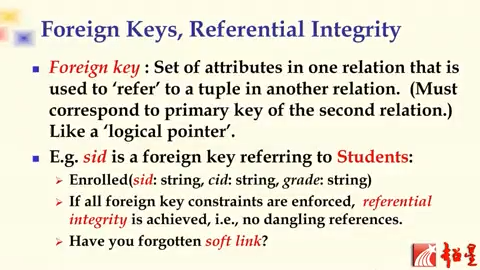 Foreign Keys, Referential Integrity
Foreign key : Set of attributes in one relation that is
used to ‘refer’ to a tuple in another relation.  (Must
correspond to primary key of the second relation.)
Like a ‘logical pointer’.
E.g. sid is a foreign key referring to Students:
Enrolled(sid: string, cid: string, grade: string)
If all foreign key constraints are enforced,  referential
integrity is achieved, i.e., no dangling references.
Have you forgotten soft link?
超星